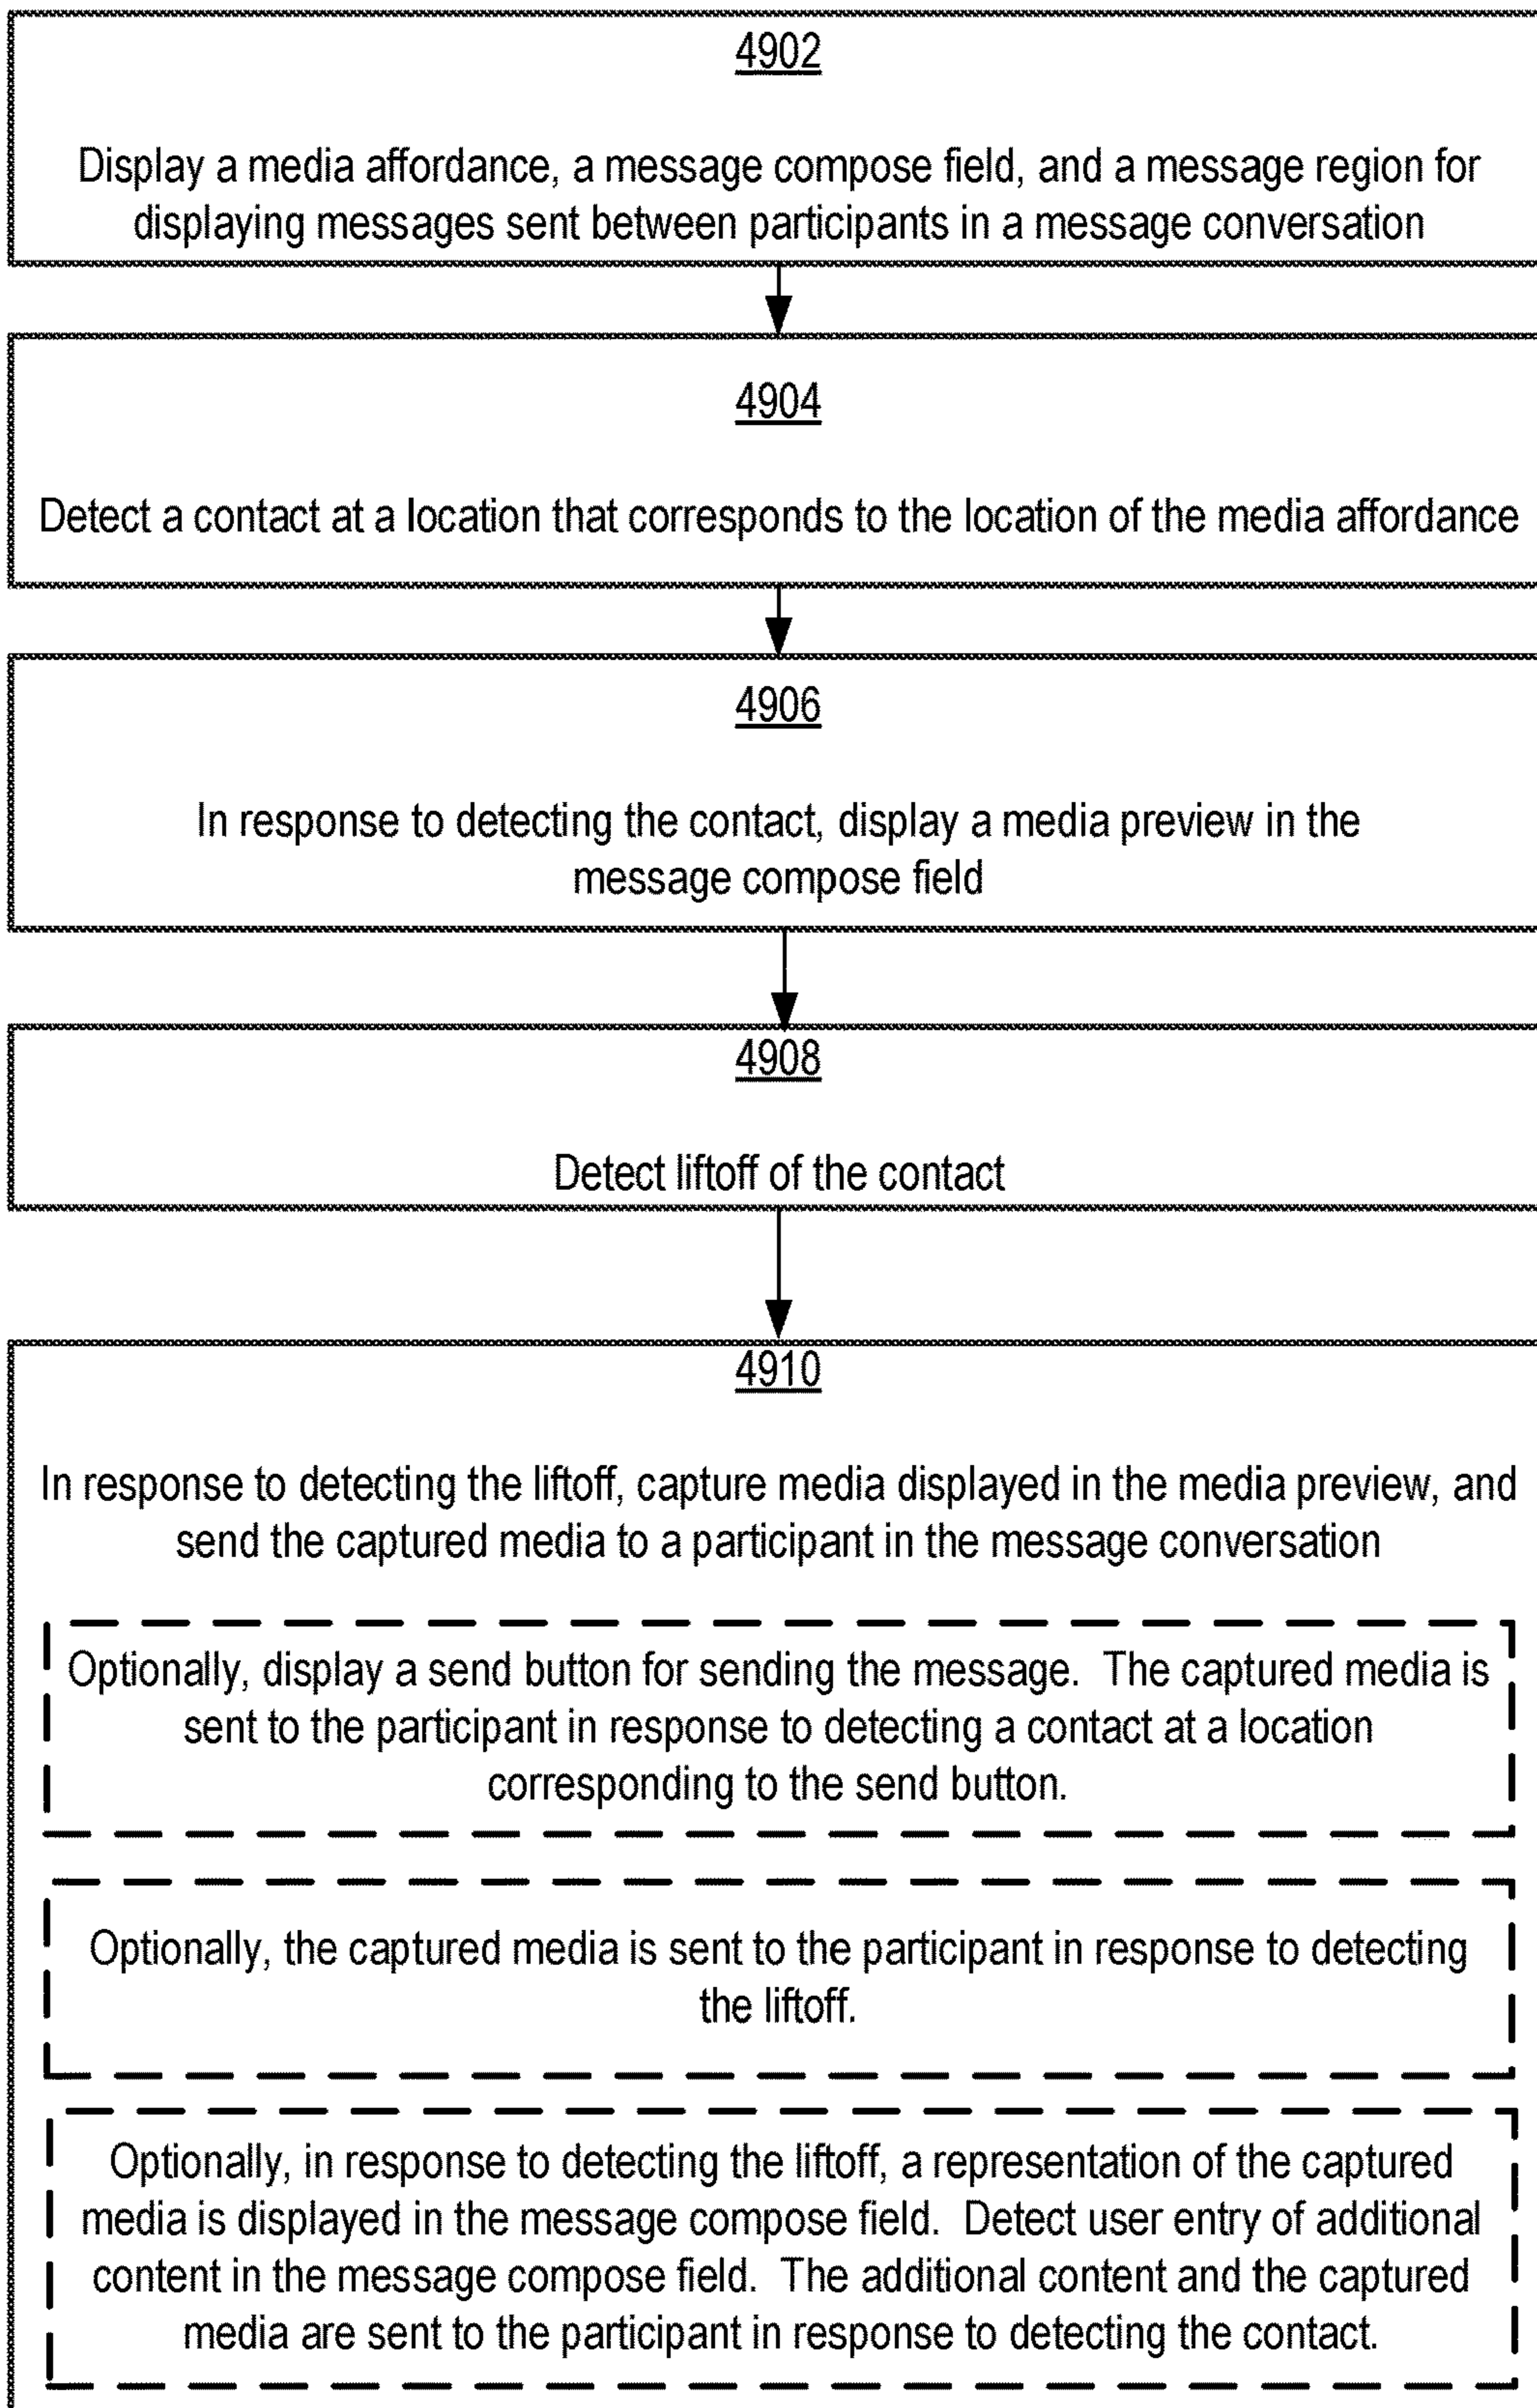 4902
Display a media affordance, a message compose field, and a message region for
displaying messages sent between participants in a message conversation
4904
Detect a contact at a location that corresponds to the location of the media affordance
4906
In response to detecting the contact, display a media preview in the
message compose field
4908
Detect liftoff of the contact
4910
In response to detecting the liftoff, capture media displayed in the media preview, and
send the captured media to a participant in the message conversation
Optionally, display a send button for sending the message. The captured media is
sent to the participant in response to detecting a contact at a location
corresponding to the send button.
Optionally, the captured media is sent to the participant in response to detecting
the liftoff.
Optionally, in response to detecting the liftoff, a representation of the captured
media is displayed in the message compose field. Detect user entry of additional
content in the message compose field. The additional content and the captured
media are sent to the participant in response to detecting the contact.